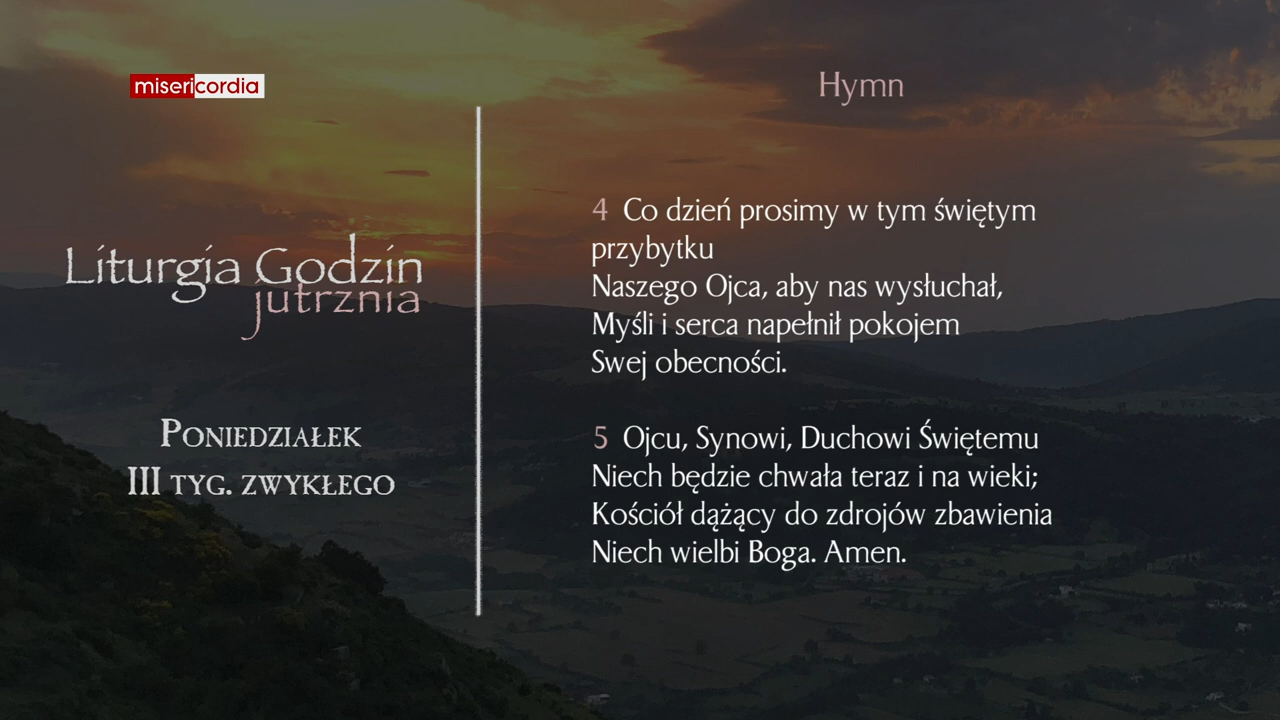 misericordia
Liturgia Godzin
jutrznia
Poniedziałek
III tyg. zwykłego
Hymn
4 Co dzień prosimy w tym świętym
przybytku
Naszego Ojca, aby nas wysłuchał,
Myśli i serca napełnił pokojem
Swej obecności.
5 Ojcu, Synowi, Duchowi Świętemu
Niech będzie chwała teraz i na wieki;
Kościół dążący do zdrojów zbawienia
Niech wielbi Boga. Amen.